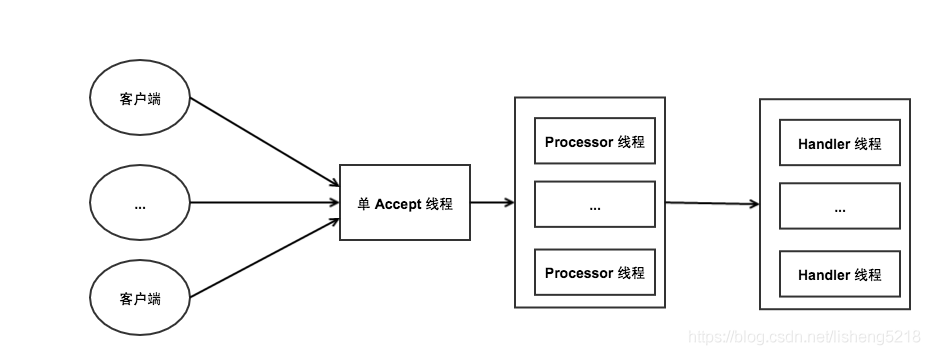 客户端
...
客户端
单 Accept 线程
Processor 线程
...
Processor 线程
Handler 线程
...
Handler 线程
https://blog.csdn.net/lisheng5218